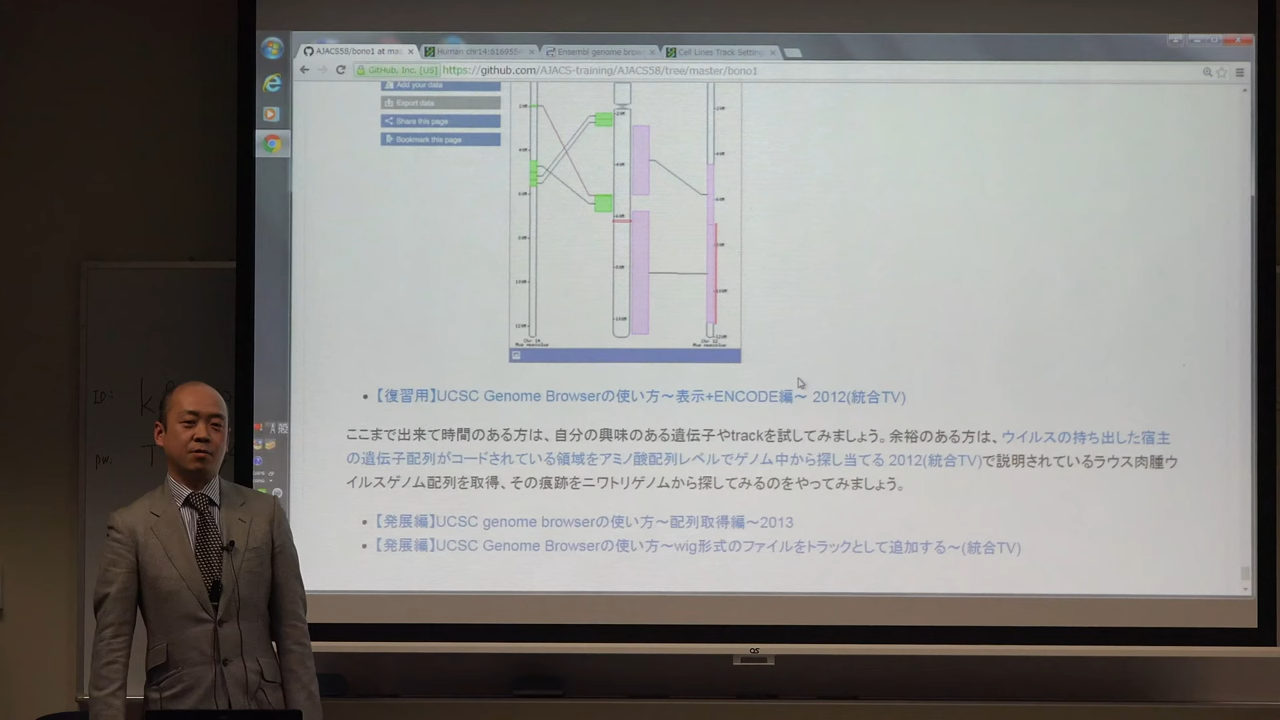 AJACS58/bono1 at mas
Human chr14:6169554
Ensembl genome brow
Cell Lines Track Setting
GitHub, Inc. [US] https://github.com/AJACS-training/AJACS58/tree/master/bono1
Add your data
Export data
Share this page
Bookmark this page
【復習用】UCSC Genome Browserの使い方〜表示+ENCODE編〜 2012(統合TV)
ここまで出来て時間のある方は、自分の興味のある遺伝子やtrackを試してみましょう。余裕のある方は、ウイルスの持ち出した宿主
の遺伝子配列がコードされている領域をアミノ酸配列レベルでゲノム中から探し当てる 2012(統合TV)で説明されているラウス肉腫ウ
イルスゲノム配列を取得、その痕跡をニワトリゲノムから探してみるのをやってみましょう。
【発展編】UCSC genome browserの使い方〜配列取得編〜2013
【発展編】UCSC Genome Browserの使い方〜wig形式のファイルをトラックとして追加する〜(統合TV)
A 般
ID:
pw.